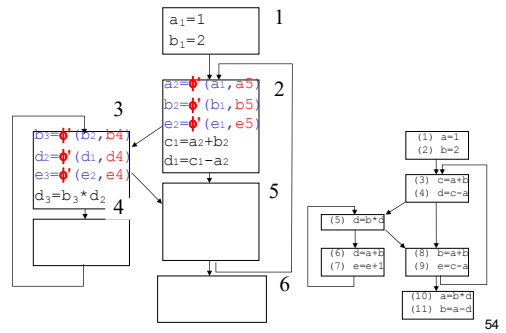 1
a₁=1
b₁=2
2
a₂=ϕ'(a₁,a5)
b₂=ϕ'(b₁,b5)
e₂=ϕ'(e₁,e5)
c₁=a₂+b₂
d₁=c₁-a₂
3
b₃=ϕ'(b₂,b4)
d₂=ϕ'(d₁,d4)
e₃=ϕ'(e₂,e4)
d₃=b₃*d₂
4
5
6
(1) a=1
(2) b=2
(3) c=a+b
(4) d=c-a
(5) d=b*d
(6) d=a+b
(7) e=e+1
(8) b=a+b
(9) e=c-a
(10) a=b*d
(11) b=a-d
54